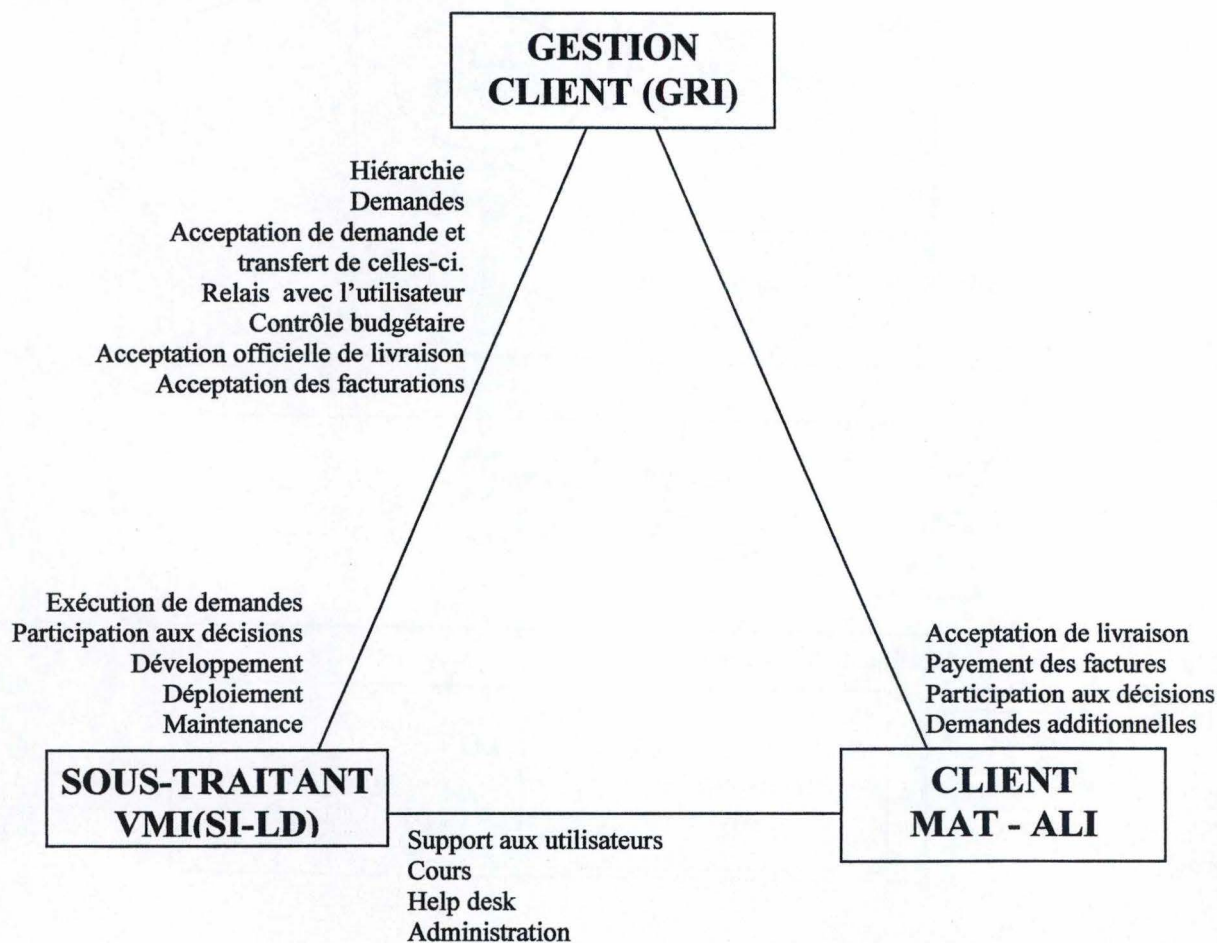 GESTION
CLIENT (GRI)
Hiérarchie
Demandes
Acceptation de demande et
transfert de celles-ci.
Relais avec l'utilisateur
Contrôle budgétaire
Acceptation officielle de livraison
Acceptation des facturations
Exécution de demandes
Participation aux décisions
Développement
Déploiement
Maintenance
Acceptation de livraison
Payement des factures
Participation aux décisions
Demandes additionnelles
SOUS-TRAITANT
VMI(SI-LD)
CLIENT
MAT - ALI
Support aux utilisateurs
Cours
Help desk
Administration